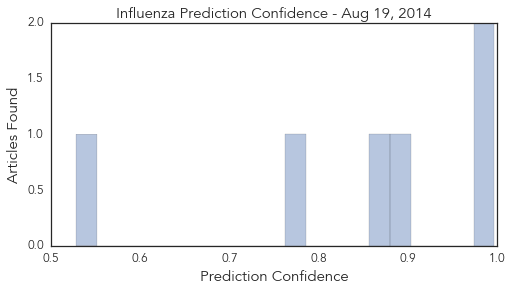 Influenza Prediction Confidence - Aug 19, 2014
2.0
1.5
1.0
0.5
0.0
Articles Found
0.5 0.6 0.7 0.8 0.9 1.0
Prediction Confidence